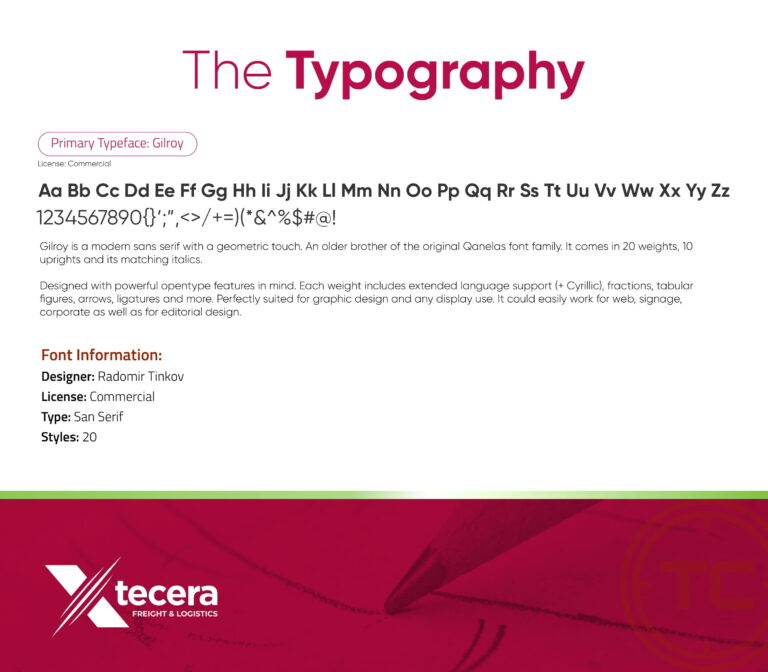 The Typography
Primary Typeface: Gilroy
License: Commercial
Aa Bb Cc Dd Ee Ff Gg Hh Ii Jj Kk Ll Mm Nn Oo Pp Qq Rr Ss Tt Uu Vv Ww Xx Yy Zz
1234567890{}’;”,<>/+=)(*&^%$#@!
Gilroy is a modern sans serif with a geometric touch. An older brother of the original Qanelas font family. It comes in 20 weights, 10
uprights and its matching italics.
Designed with powerful opentype features in mind. Each weight includes extended language support (+ Cyrillic), fractions, tabular
figures, arrows, ligatures and more. Perfectly suited for graphic design and any display use. It could easily work for web, signage,
corporate as well as for editorial design.
Font Information:
Designer: Radomir Tinkov
License: Commercial
Type: San Serif
Styles: 20
Xtecera
FREIGHT & LOGISTICS
TC